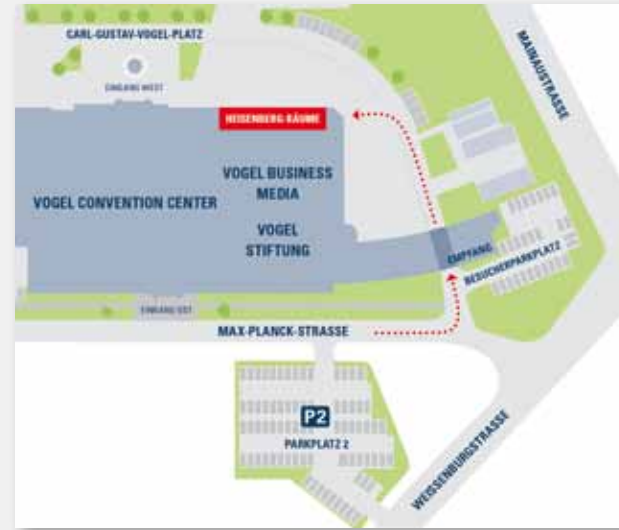 CARL-GUSTAV-VOGEL-PLATZ
MAINAUSTRASSE
EINGANG WEST
HEISENBERG-RÄUME
VOGEL BUSINESS
MEDIA
VOGEL CONVENTION CENTER
VOGEL
STIFTUNG
EMPFANG
BESUCHERPARKPLATZ
EINGANG OST
MAX-PLANCK-STRASSE
P2
PARKPLATZ 2
WEISSENBURGSTRASSE